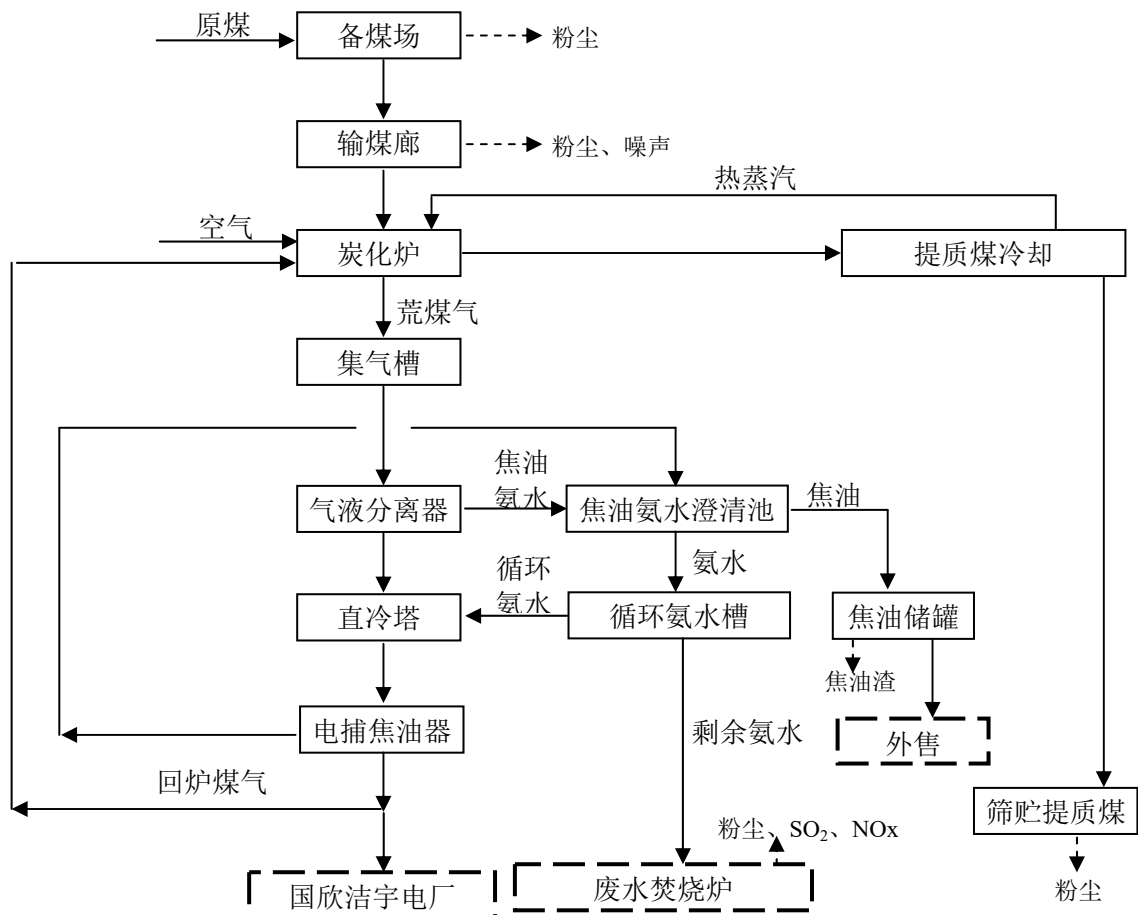 原煤
备煤场
粉尘
输煤廊
粉尘、噪声
热蒸汽
空气
炭化炉
提质煤冷却
荒煤气
集气槽
焦油
氨水
气液分离器
焦油氨水澄清池
焦油
氨水
循环
氨水
直冷塔
循环氨水槽
焦油储罐
焦油渣
电捕焦油器
剩余氨水
外售
回炉煤气
筛贮提质煤
粉尘、SO₂、NOx
国欣洁宇电厂
废水焚烧炉
粉尘